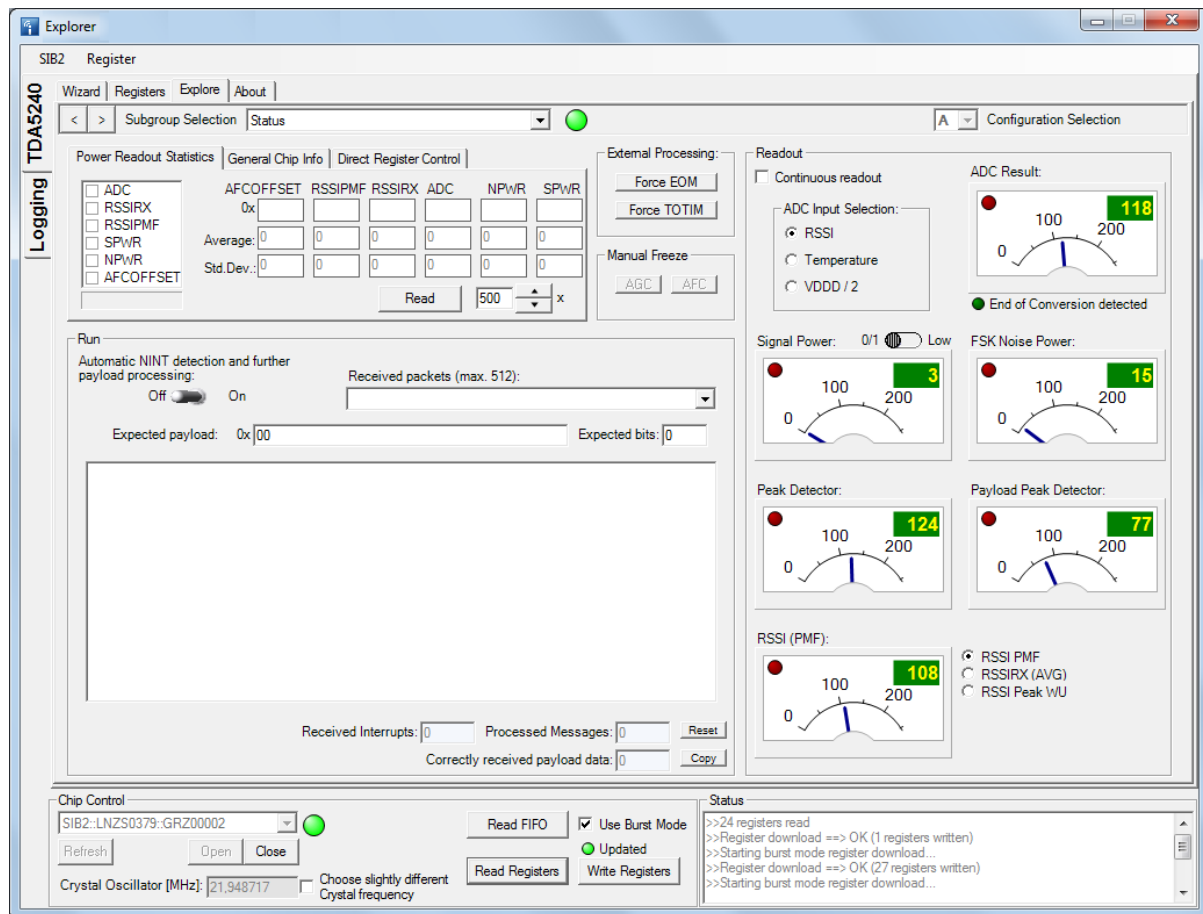 Explorer
SIB2 Register
TDA5240
Logging
Wizard Registers Explore About
< > Subgroup Selection Status A Configuration Selection
Power Readout Statistics General Chip Info Direct Register Control
ADC
RSSIRX
RSSIPMF
SPWR
NPWR
AFCOFFSET
AFCOFFSET RSSIPMF RSSIRX ADC NPWR SPWR
0x
Average: 0 0 0 0 0 0
Std.Dev.: 0 0 0 0 0 0
Read 500 x
External Processing:
Force EOM
Force TOTIM
Manual Freeze
AGC AFC
Readout
Continuous readout
ADC Input Selection:
RSSI
Temperature
VDDD / 2
ADC Result:
118
0 100 200
End of Conversion detected
Signal Power: 0/1 Low
3
0 100 200
FSK Noise Power:
15
0 100 200
Peak Detector:
124
0 100 200
Payload Peak Detector:
77
0 100 200
RSSI (PMF):
108
0 100 200
RSSI PMF
RSSIRX (AVG)
RSSI Peak WU
Run
Automatic NINT detection and further
payload processing:
Off On
Received packets (max. 512):
Expected payload: 0x 00 Expected bits: 0
Received Interrupts: 0 Processed Messages: 0 Reset
Correctly received payload data: 0 Copy
Chip Control
SIB2::LNZS0379::GRZ00002
Refresh Open Close
Crystal Oscillator [MHz]: 21,948717
Choose slightly different
Crystal frequency
Read FIFO Use Burst Mode
Updated
Read Registers Write Registers
Status
>>24 registers read
>>Register download ==> OK (1 registers written)
>>Starting burst mode register download...
>>Register download ==> OK (27 registers written)
>>Starting burst mode register download...